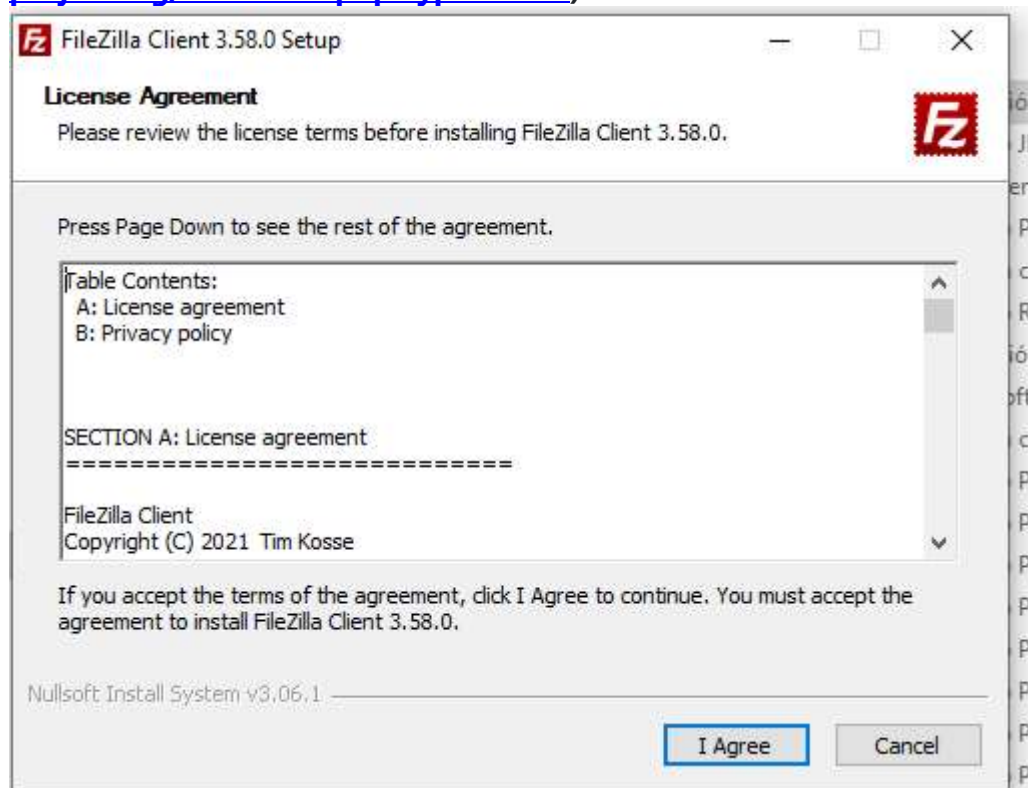 FileZilla Client 3.58.0 Setup
License Agreement
Please review the license terms before installing FileZilla Client 3.58.0.
Press Page Down to see the rest of the agreement.
Table Contents:
A: License agreement
B: Privacy policy
SECTION A: License agreement
============================
FileZilla Client
Copyright (C) 2021 Tim Kosse
If you accept the terms of the agreement, click I Agree to continue. You must accept the
agreement to install FileZilla Client 3.58.0.
Nullsoft Install System v3.06.1
I Agree
Cancel